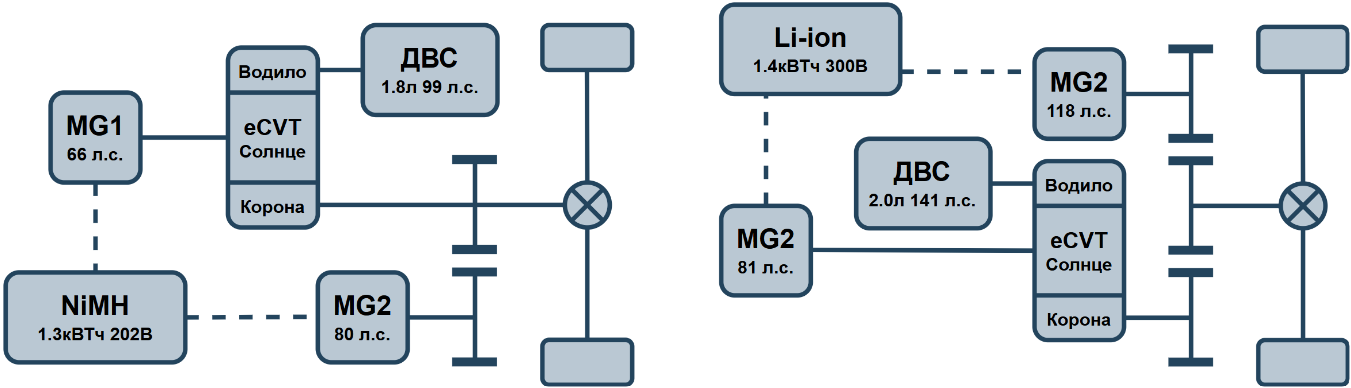 ДВС
1.8л 99 л.с.
Водило
MG1
66 л.с.
eCVT
Солнце
Корона
NiMH
1.3кВТч 202В
MG2
80 л.с.
Li-ion
1.4кВТч 300В
MG2
118 л.с.
ДВС
2.0л 141 л.с.
Водило
MG2
81 л.с.
eCVT
Солнце
Корона